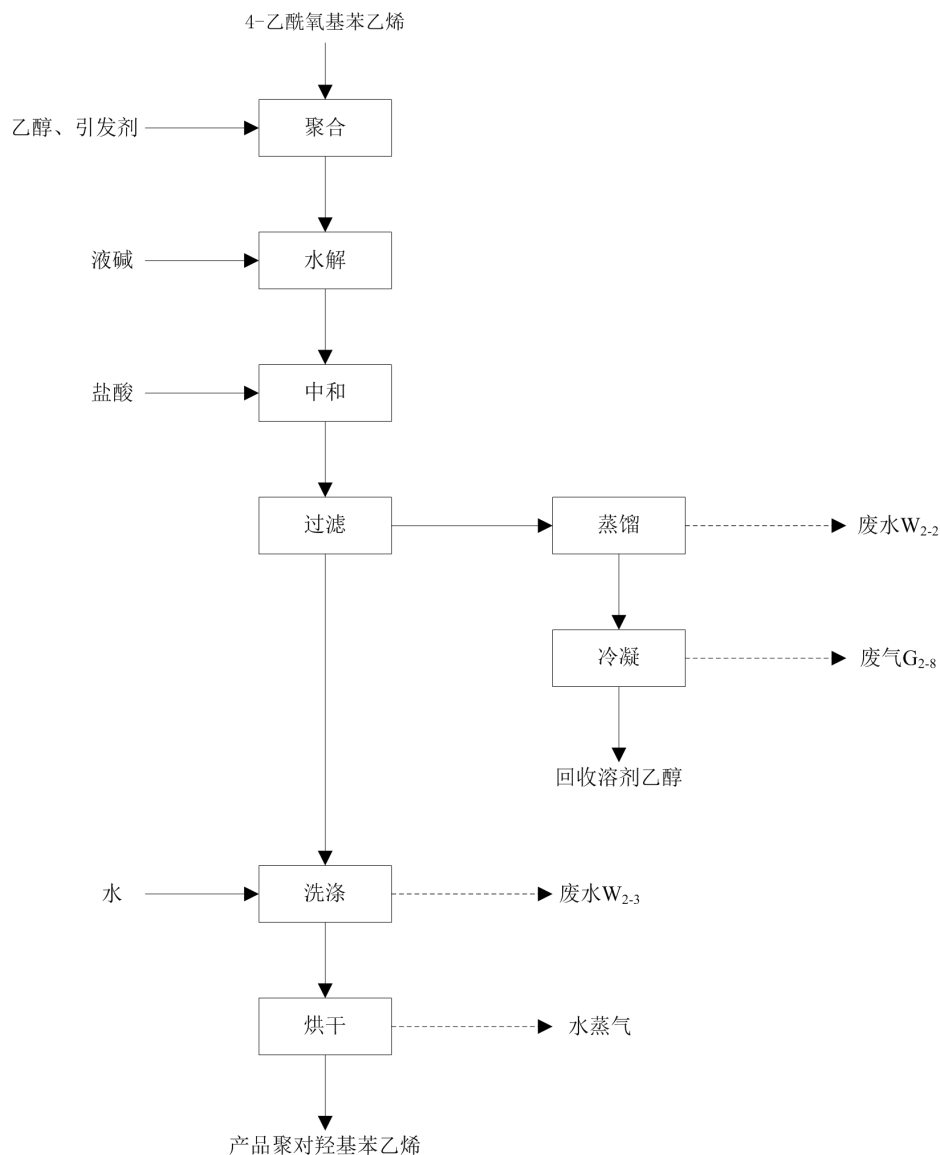 4-乙酰氧基苯乙烯
乙醇、引发剂
聚合
液碱
水解
盐酸
中和
过滤
蒸馏
废水W2-2
冷凝
废气G2-8
回收溶剂乙醇
水
洗涤
废水W2-3
烘干
水蒸气
产品聚对羟基苯乙烯